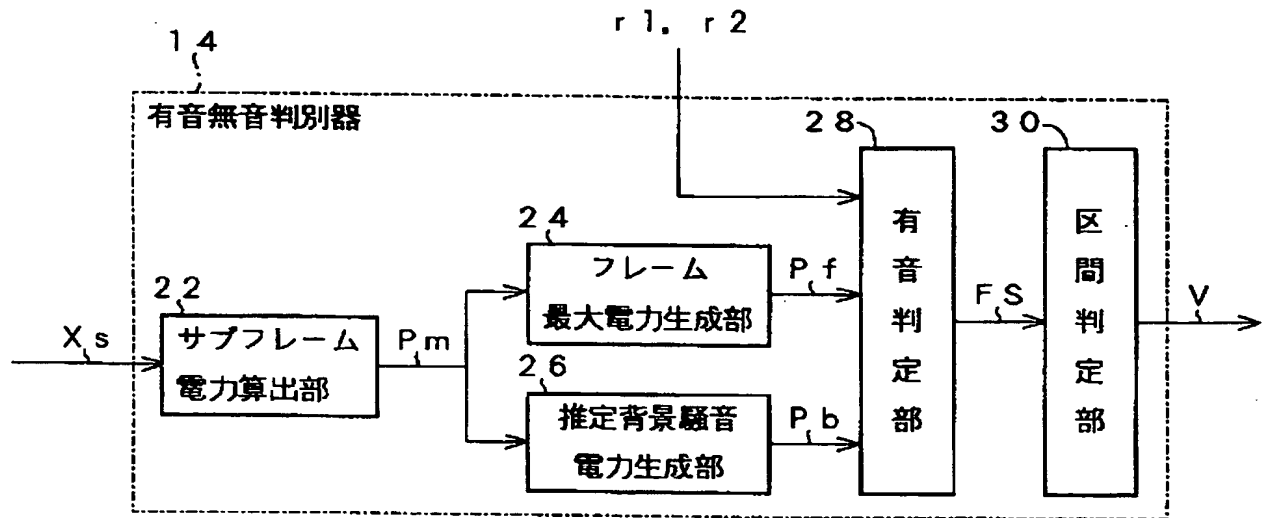 r1, r2
14
有音無音判別器
28
30
24
フレーム
最大電力生成部
Pf
22
サブフレーム
電力算出部
Xs
Pm
26
推定背景騒音
電力生成部
Pb
有音判定部
FS
区間判定部
V